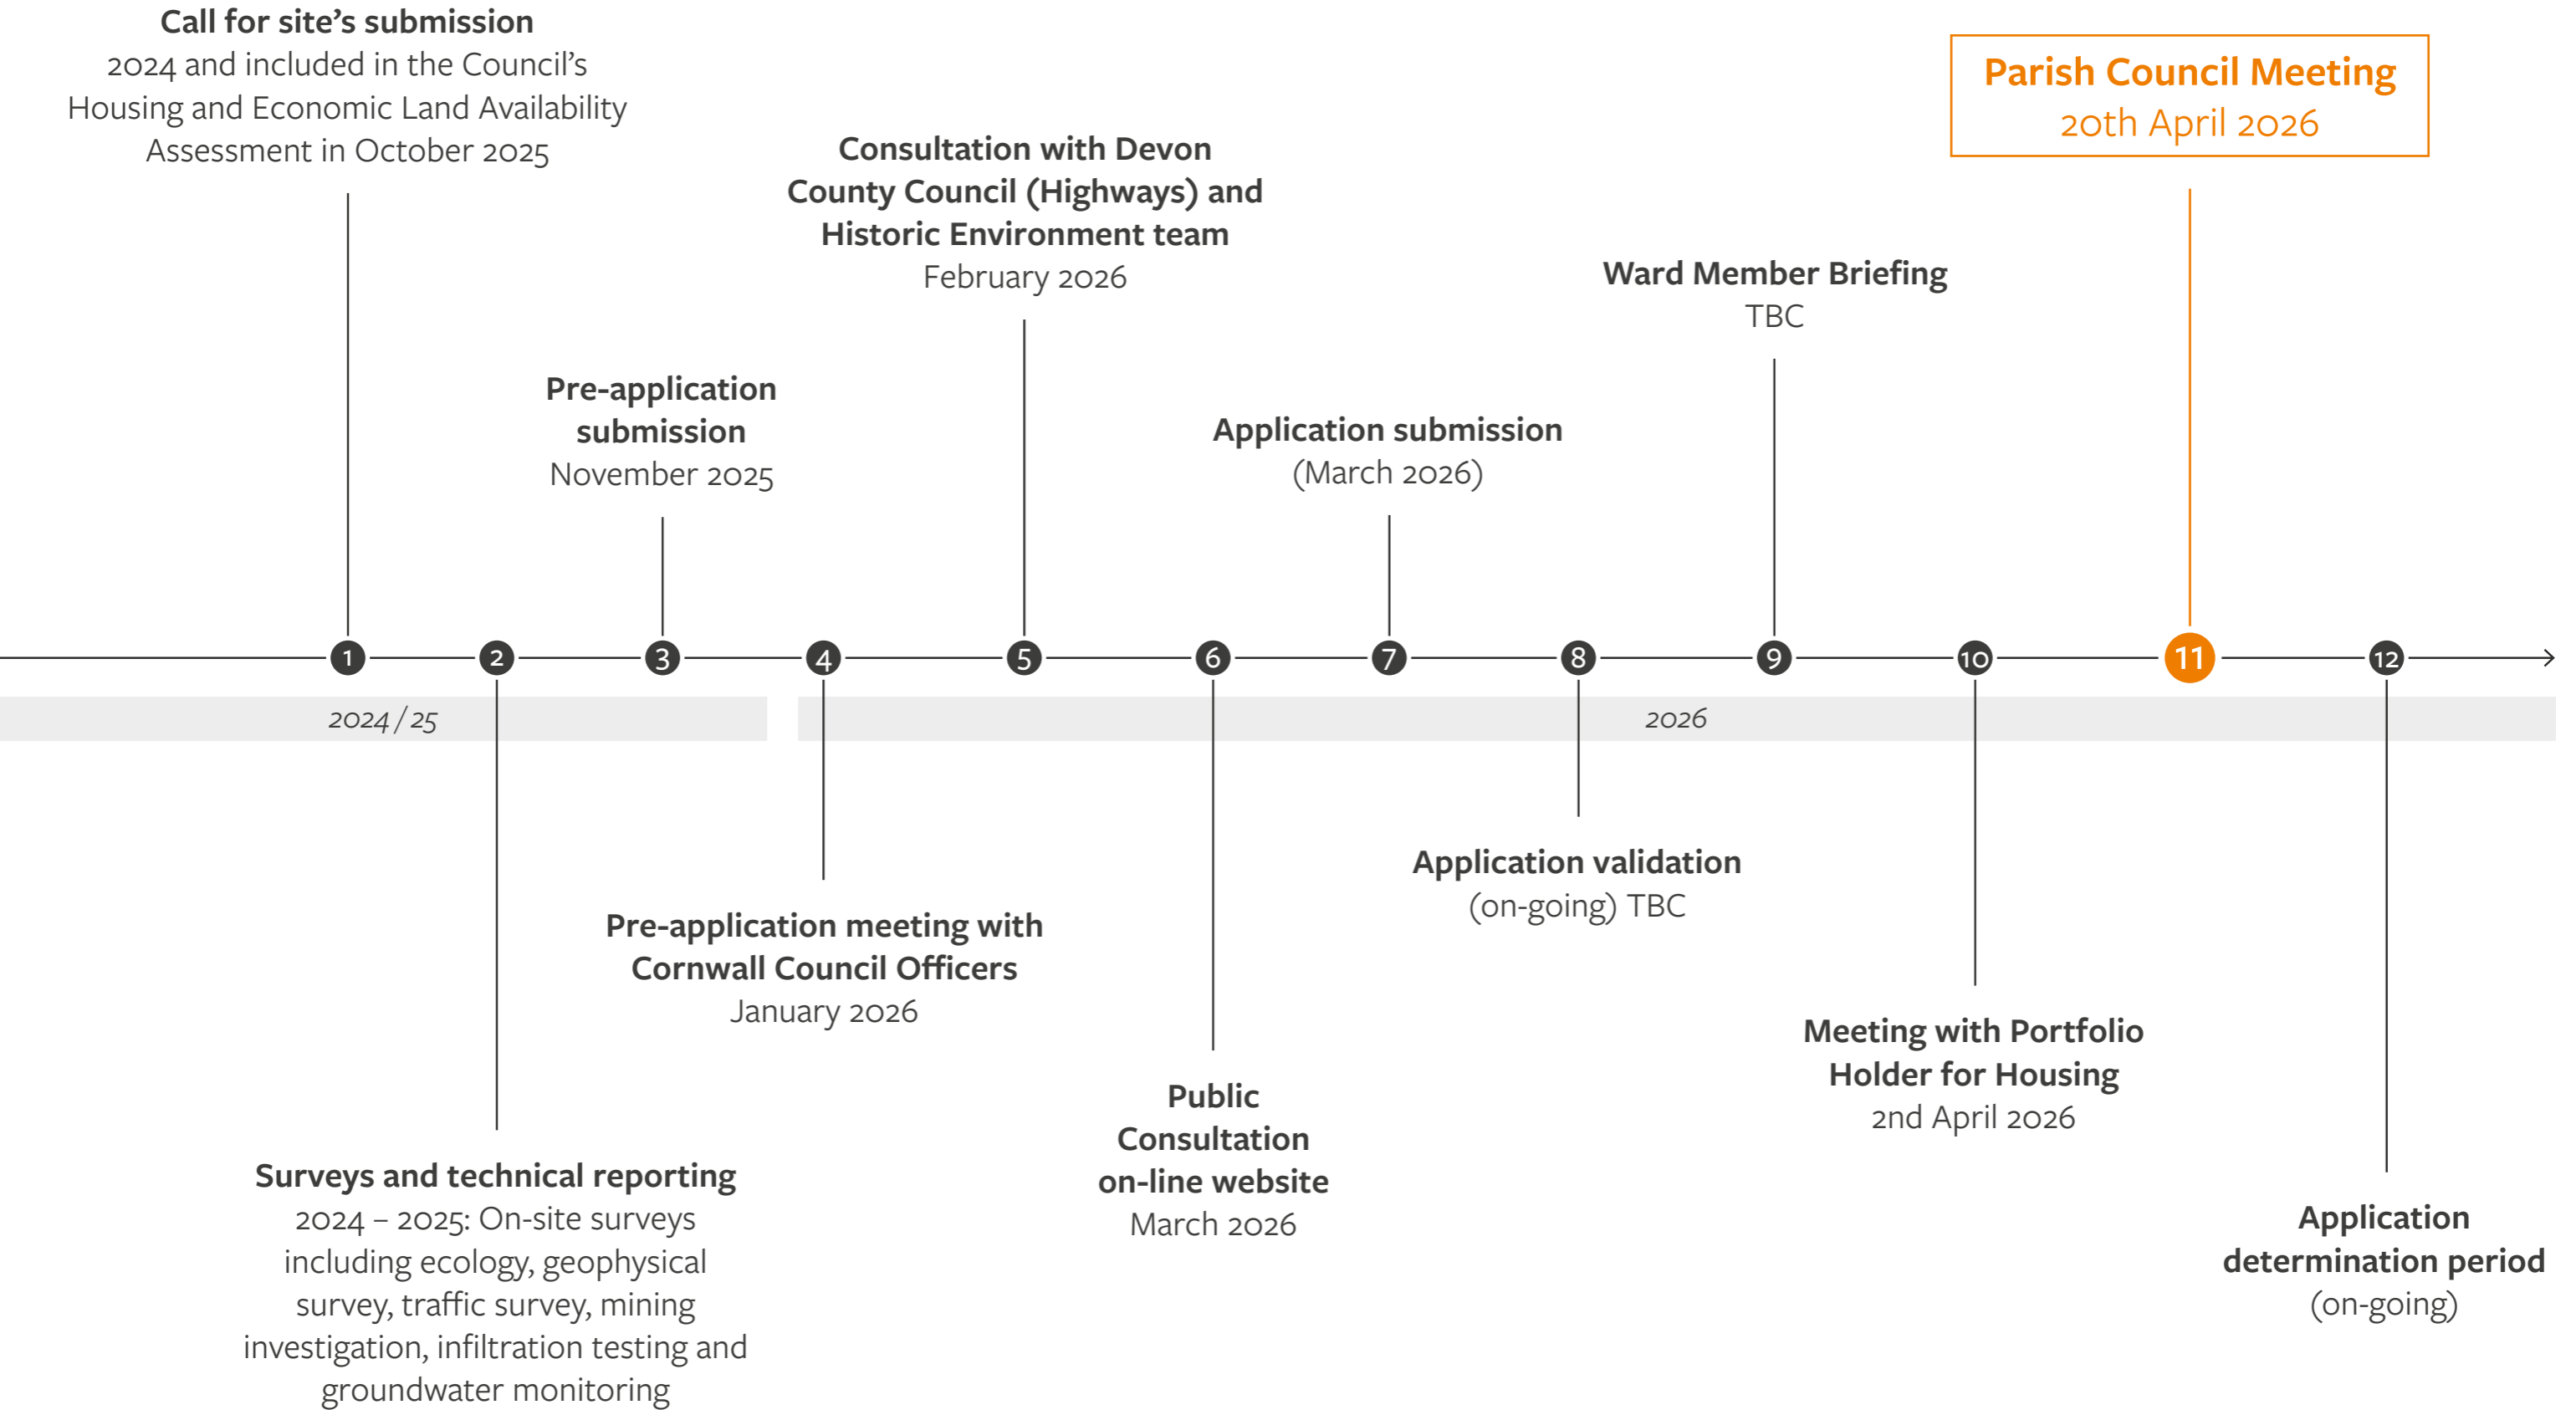 Call for site’s submission
2024 and included in the Council’s
Housing and Economic Land Availability
Assessment in October 2025
Parish Council Meeting
20th April 2026
Consultation with Devon
County Council (Highways) and
Historic Environment team
February 2026
Ward Member Briefing
TBC
Pre-application
submission
November 2025
Application submission
(March 2026)
1 2 3 4 5 6 7 8 9 10 11 12
2024 / 25
2026
Application validation
(on-going) TBC
Pre-application meeting with
Cornwall Council Officers
January 2026
Meeting with Portfolio
Holder for Housing
2nd April 2026
Public
Consultation
on-line website
March 2026
Surveys and technical reporting
2024 – 2025: On-site surveys
including ecology, geophysical
survey, traffic survey, mining
investigation, infiltration testing and
groundwater monitoring
Application
determination period
(on-going)